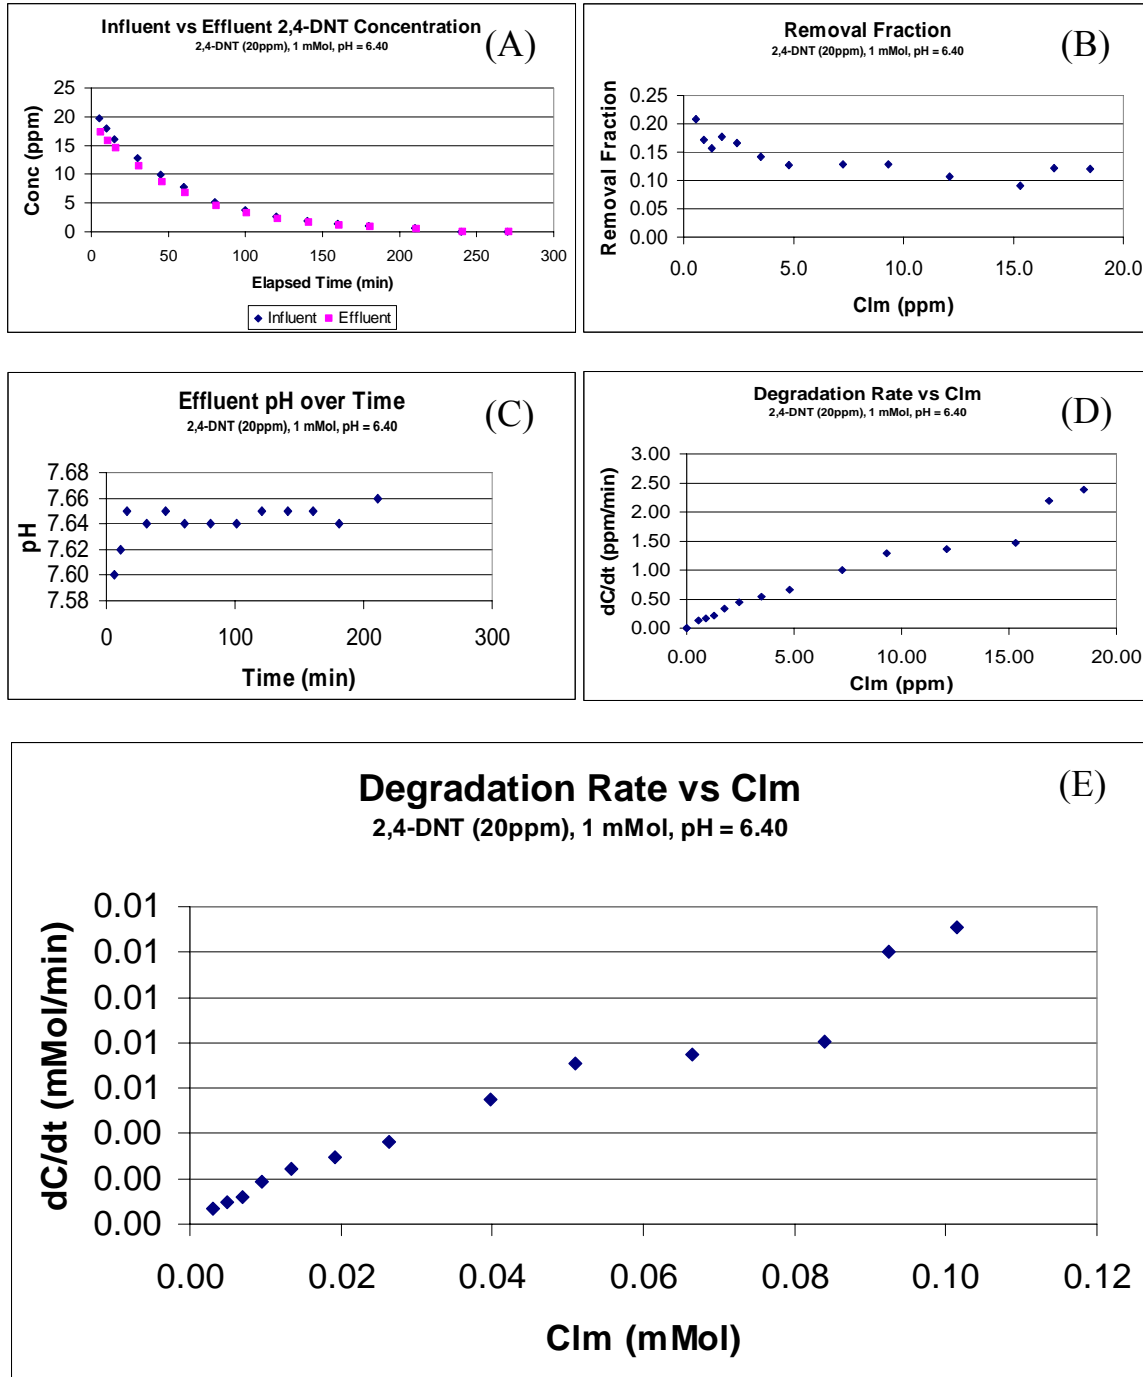 Influent vs Effluent 2,4-DNT Concentration
2,4-DNT (20ppm), 1 mMol, pH = 6.40
(A)
Conc (ppm)
25
20
15
10
5
0
0 50 100 150 200 250 300
Elapsed Time (min)
Influent Effluent
Removal Fraction
2,4-DNT (20ppm), 1 mMol, pH = 6.40
(B)
Removal Fraction
0.25
0.20
0.15
0.10
0.05
0.00
0.0 5.0 10.0 15.0 20.0
Clm (ppm)
Effluent pH over Time
2,4-DNT (20ppm), 1 mMol, pH = 6.40
(C)
pH
7.68
7.66
7.64
7.62
7.60
7.58
0 100 200 300
Time (min)
Degradation Rate vs Clm
2,4-DNT (20ppm), 1 mMol, pH = 6.40
(D)
dC/dt (ppm/min)
3.00
2.50
2.00
1.50
1.00
0.50
0.00
0.00 5.00 10.00 15.00 20.00
Clm (ppm)
Degradation Rate vs Clm
2,4-DNT (20ppm), 1 mMol, pH = 6.40
(E)
dC/dt (mMol/min)
0.01
0.01
0.01
0.01
0.01
0.00
0.00
0.00
0.00 0.02 0.04 0.06 0.08 0.10 0.12
Clm (mMol)